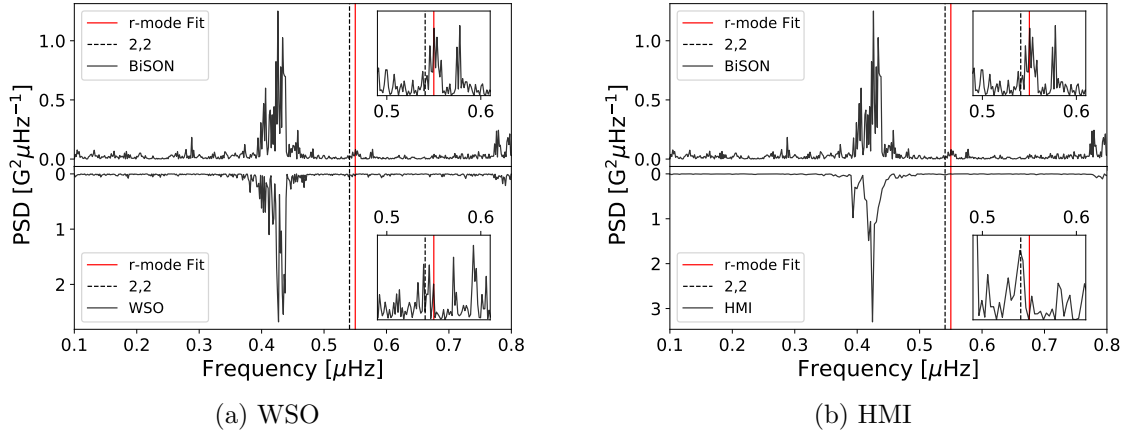 r-mode Fit
2,2
BiSON
1.0
0.5
0.0
0.5 0.6
PSD [G²μHz⁻¹]
0
1
2
0.5 0.6
r-mode Fit
2,2
WSO
0.1 0.2 0.3 0.4 0.5 0.6 0.7 0.8
Frequency [μHz]
(a) WSO
r-mode Fit
2,2
BiSON
1.0
0.5
0.0
0.5 0.6
PSD [G²μHz⁻¹]
0
1
2
3
0.5 0.6
r-mode Fit
2,2
HMI
0.1 0.2 0.3 0.4 0.5 0.6 0.7 0.8
Frequency [μHz]
(b) HMI